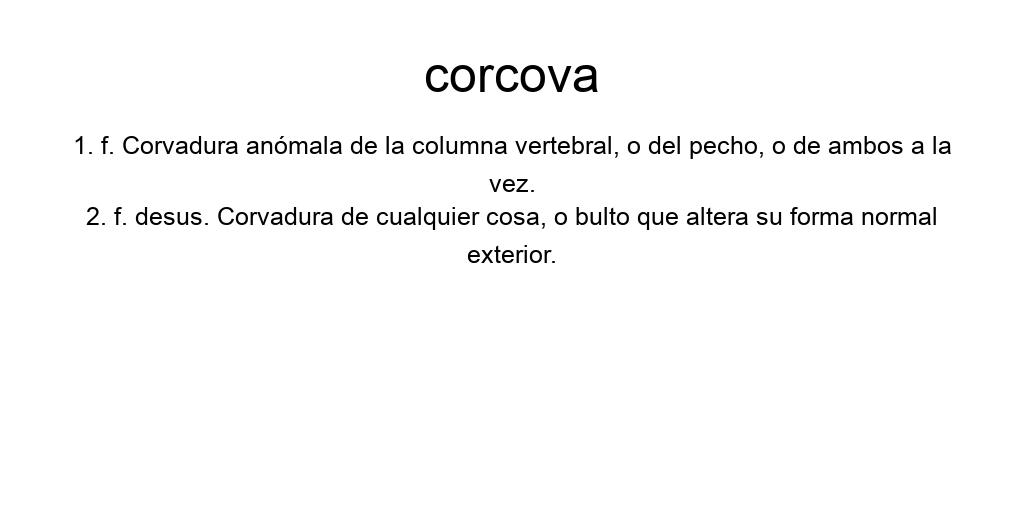 corcova
1. f. Corvadura anómala de la columna vertebral, o del pecho, o de ambos a la
vez.
2. f. desus. Corvadura de cualquier cosa, o bulto que altera su forma normal
exterior.